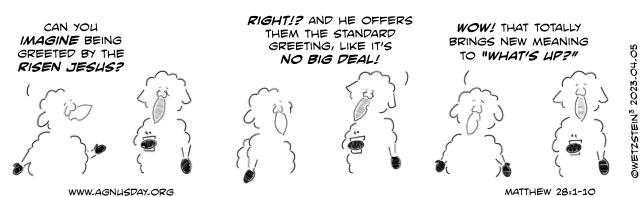 CAN YOU
IMAGINE BEING
GREETED BY THE
RISEN JESUS?
RIGHT!? AND HE OFFERS
THEM THE STANDARD
GREETING, LIKE IT'S
NO BIG DEAL!
WOW! THAT TOTALLY
BRINGS NEW MEANING
TO "WHAT'S UP?"
©WETZSTEIN³ 2023.04.05
WWW.AGNUSDAY.ORG
MATTHEW 28:1-10